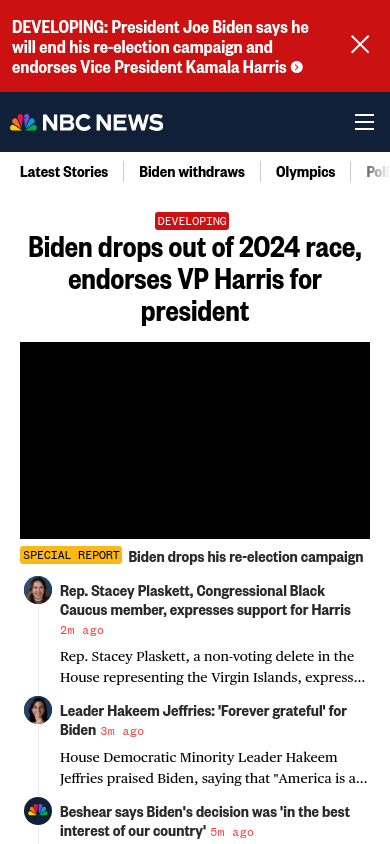 DEVELOPING: President Joe Biden says he
will end his re-election campaign and
endorses Vice President Kamala Harris
NBC NEWS
Latest Stories
Biden withdraws
Olympics
DEVELOPING
Biden drops out of 2024 race,
endorses VP Harris for
president
SPECIAL REPORT Biden drops his re-election campaign
Rep. Stacey Plaskett, Congressional Black
Caucus member, expresses support for Harris
2m ago
Rep. Stacey Plaskett, a non-voting delete in the
House representing the Virgin Islands, express...
Leader Hakeem Jeffries: 'Forever grateful' for
Biden 3m ago
House Democratic Minority Leader Hakeem
Jeffries praised Biden, saying that "America is a...
Beshear says Biden's decision was 'in the best
interest of our country' 5m ago